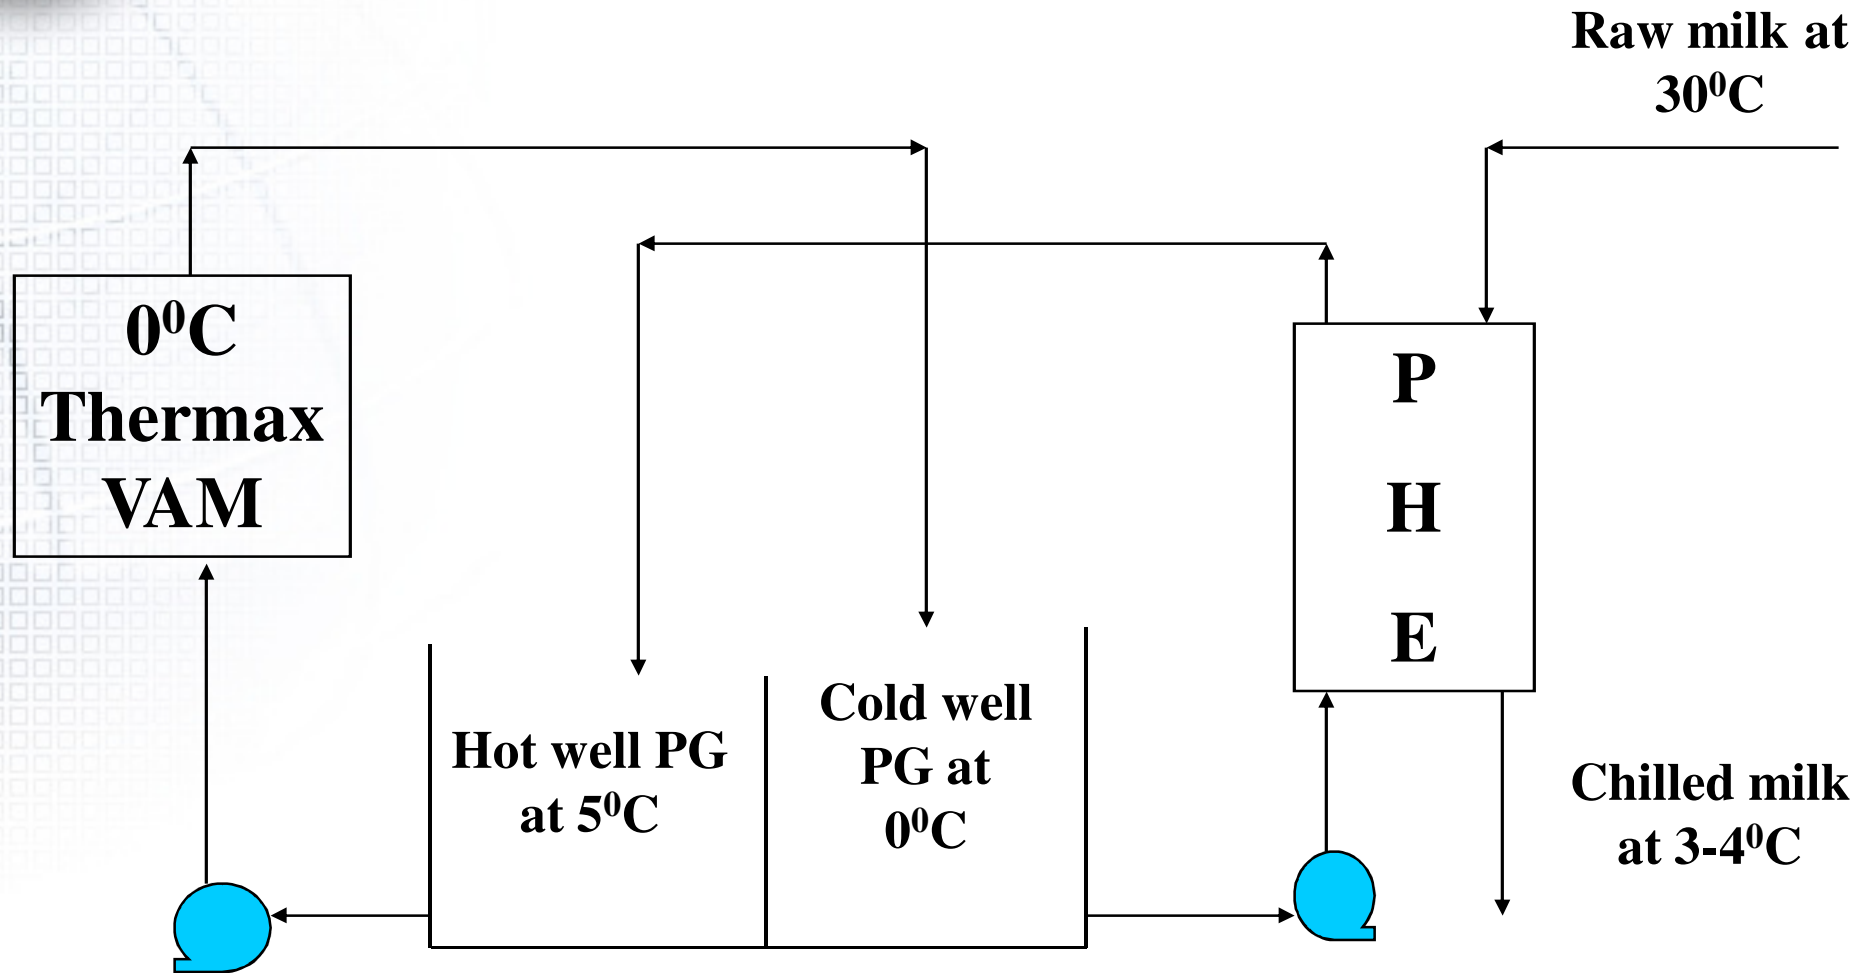 Raw milk at
30⁰C
0⁰C
Thermax
VAM
P
H
E
Hot well PG
at 5⁰C
Cold well
PG at
0⁰C
Chilled milk
at 3-4⁰C